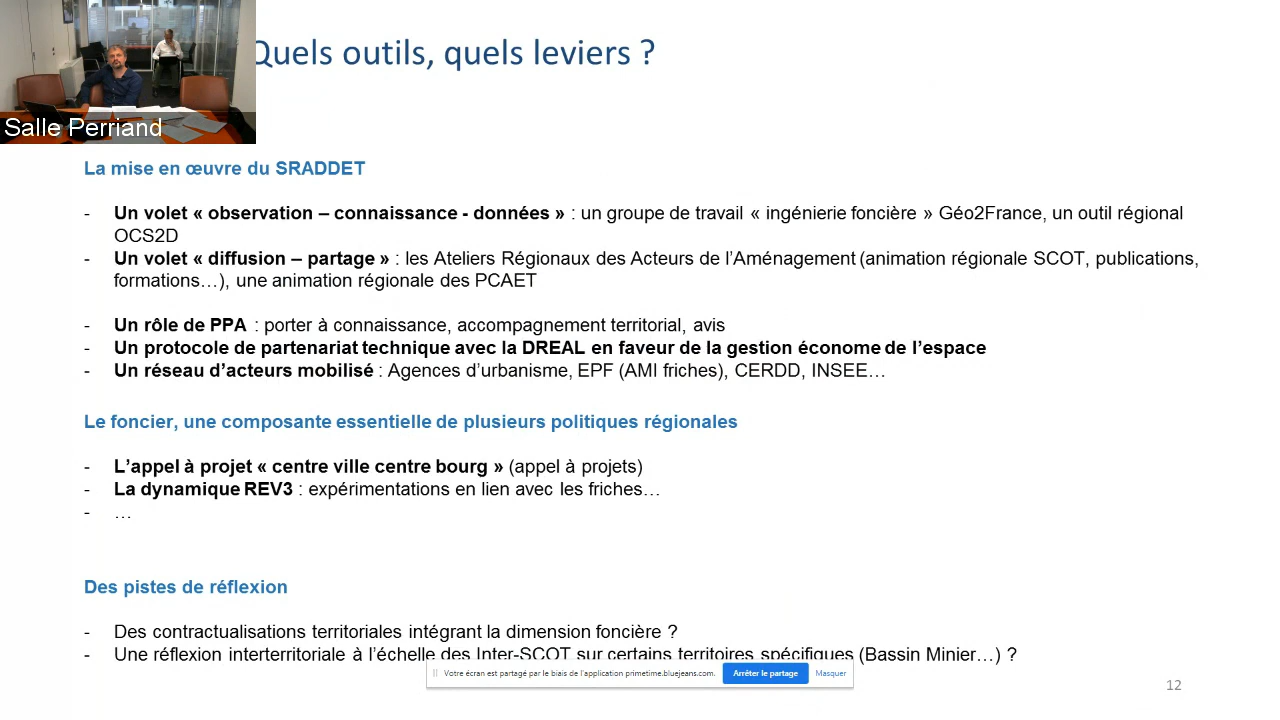 Quels outils, quels leviers ?
Salle Perriand
La mise en œuvre du SRADDET
- Un volet « observation – connaissance - données » : un groupe de travail « ingénierie foncière » Géo2France, un outil régional
OCS2D
- Un volet « diffusion – partage » : les Ateliers Régionaux des Acteurs de l’Aménagement (animation régionale SCOT, publications,
formations…), une animation régionale des PCAET
- Un rôle de PPA : porter à connaissance, accompagnement territorial, avis
- Un protocole de partenariat technique avec la DREAL en faveur de la gestion économe de l’espace
- Un réseau d’acteurs mobilisé : Agences d’urbanisme, EPF (AMI friches), CERDD, INSEE…
Le foncier, une composante essentielle de plusieurs politiques régionales
- L’appel à projet « centre ville centre bourg » (appel à projets)
- La dynamique REV3 : expérimentations en lien avec les friches…
- …
Des pistes de réflexion
- Des contractualisations territoriales intégrant la dimension foncière ?
- Une réflexion interterritoriale à l’échelle des Inter-SCOT sur certains territoires spécifiques (Bassin Minier…) ?
Votre écran est partagé par le biais de l'application primetime.bluejeans.com.
Arrêter le partage
Masquer
12